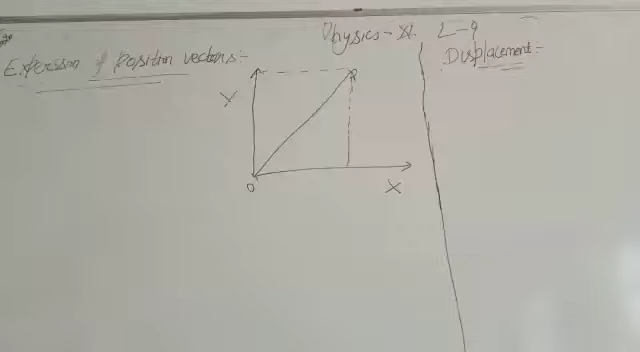 Physics - XI. L-9
Expression of Position vectors:-
Y
O
X
Displacement:-